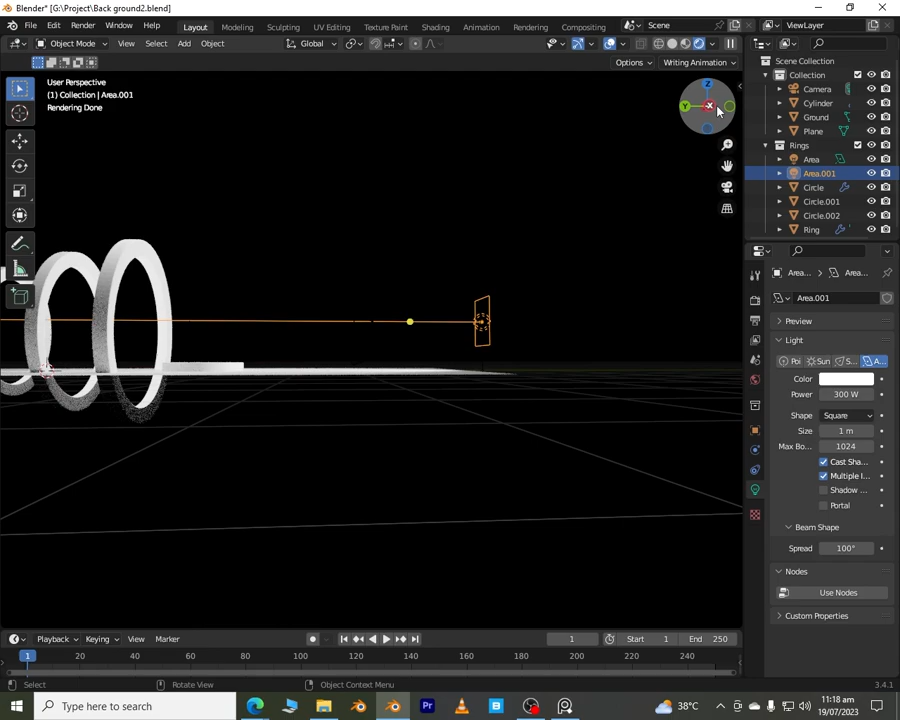 Blender* [G:\Project\Back ground2.blend]
File Edit Render Window Help Layout Modeling Sculpting UV Editing Texture Paint Shading Animation Rendering Compositing Scene ViewLayer
Object Mode View Select Add Object Global
Options Writing Animation
User Perspective
(1) Collection | Area.001
Rendering Done
Z
Y
X
Scene Collection
Collection
Camera
Cylinder
Ground
Plane
Rings
Area
Area.001
Circle
Circle.001
Circle.002
Ring
Area... Area...
Area.001
Preview
Light
Poi Sun S... A...
Color
Power 300 W
Shape Square
Size 1 m
Max Bo... 1024
Cast Sha...
Multiple I...
Shadow ...
Portal
Beam Shape
Spread 100°
Nodes
Use Nodes
Custom Properties
Playback Keying View Marker 1 Start 1 End 250
1 20 40 60 80 100 120 140 160 180 200 220 240
Select Rotate View Object Context Menu 3.4.1
Type here to search 38°C 11:18 am
19/07/2023